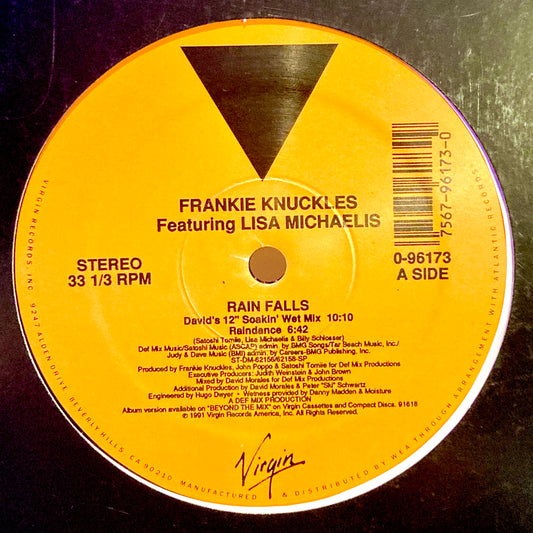 FRANKIE KNUCKLES
Featuring LISA MICHAELIS
7567-96173-0
0-96173
A SIDE
STEREO
33 1/3 RPM
RAIN FALLS
David's 12" Soakin' Wet Mix 10:10
Raindance 6:42
(Satoshi Tomiie, Lisa Michaelis & Billy Schlosser)
Def Mix Music/Satoshi Music (ASCAP) admin. by BMG Songs/Tar Beach Music, Inc./
Judy & Dave Music (BMI) admin. by Careers-BMG Publishing, Inc.
ST-DM-62156/62158-SP
Produced by Frankie Knuckles, John Poppo & Satoshi Tomiie for Def Mix Productions
Executive Producers: Judith Weinstein & John Brown
Mixed by David Morales for Def Mix Productions
Additional Production by David Morales & Peter "Ski" Schwartz
Engineered by Hugo Dwyer • Wetness provided by Danny Madden & Moisture
A DEF MIX PRODUCTION
Album version available on "BEYOND THE MIX" on Virgin Cassettes and Compact Discs. 91618
© 1991 Virgin Records America, Inc. All Rights Reserved.
Virgin
VIRGIN RECORDS, INC. 9247 ALDEN DRIVE, BEVERLY HILLS, CA 90210. MANUFACTURED & DISTRIBUTED BY WEA THROUGH ARRANGEMENT WITH ATLANTIC RECORDS